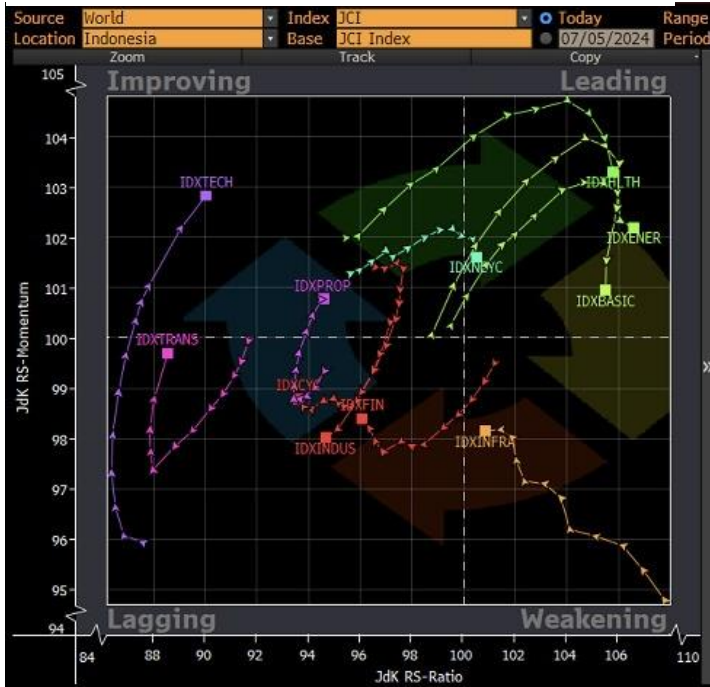 Source World Index JCI Today Range
Location Indonesia Base JCI Index 07/05/2024 Period
Zoom Track Copy
105
Improving Leading
104
103
102
101
100
99
98
97
96
95
94
IDXTECH
IDXHLTH
IDXENER
IDXNCYC
IDXPROP
IDXBASIC
IDXTRANS
IDXCYC
IDXFIN
IDXINDUS
IDXINFRA
JdK RS-Momentum
»
Lagging Weakening
84 88 90 92 94 96 98 100 102 104 106 110
JdK RS-Ratio